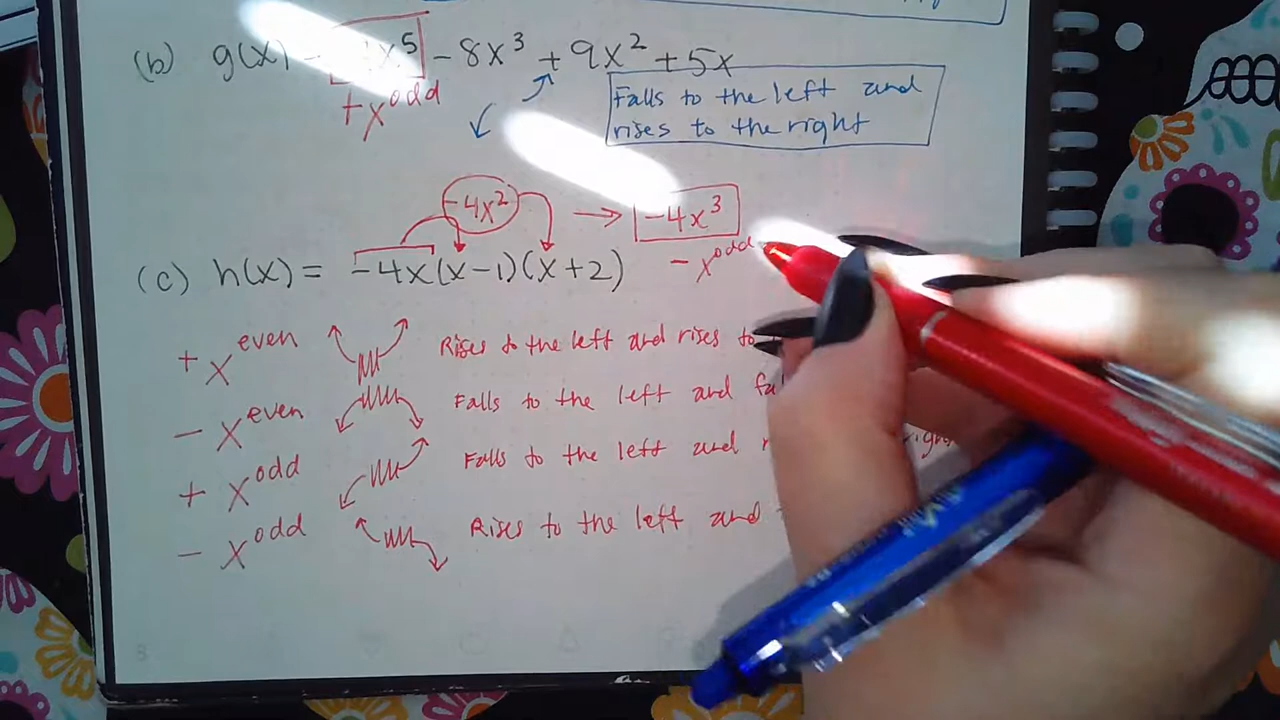 (b) g(x) x⁵ - 8x³ + 9x² + 5x
+x^odd
Falls to the left and
rises to the right
-4x² → -4x³
(c) h(x) = -4x(x-1)(x+2) -x^odd
+x^even Rises to the left and rises to
-x^even Falls to the left and
+x^odd Falls to the left and
-x^odd Rises to the left and